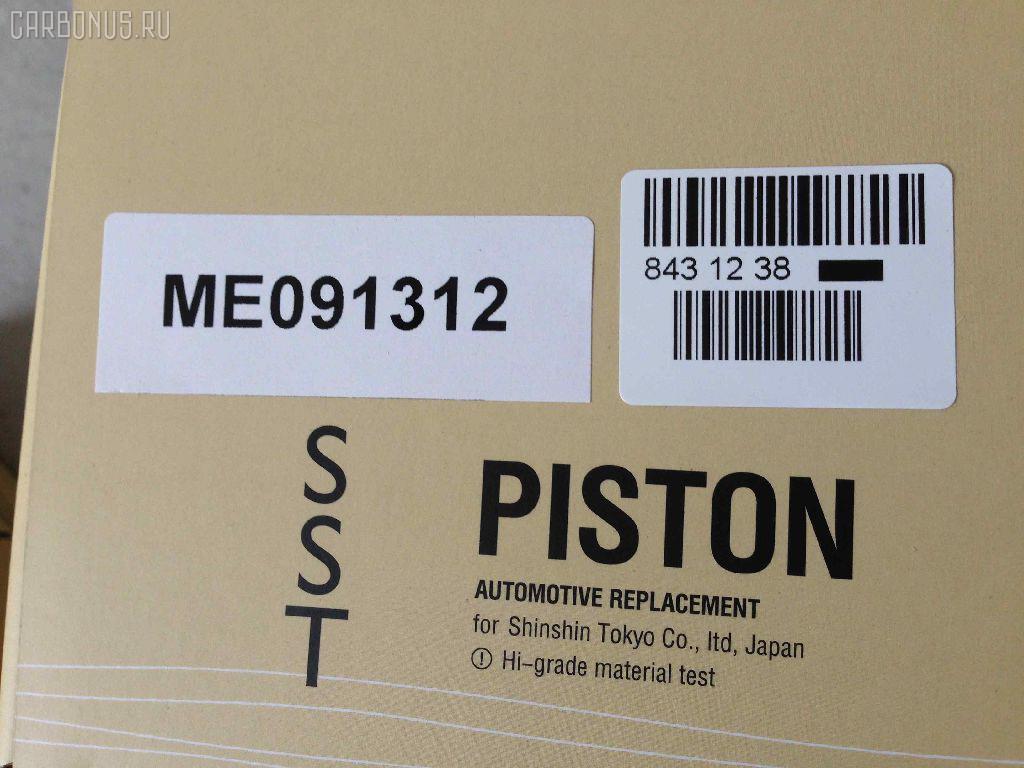 CARBONUS.RU
ME091312
843 12 38
SST
PISTON
AUTOMOTIVE REPLACEMENT
for Shinshin Tokyo Co., ltd, Japan
! Hi-grade material test